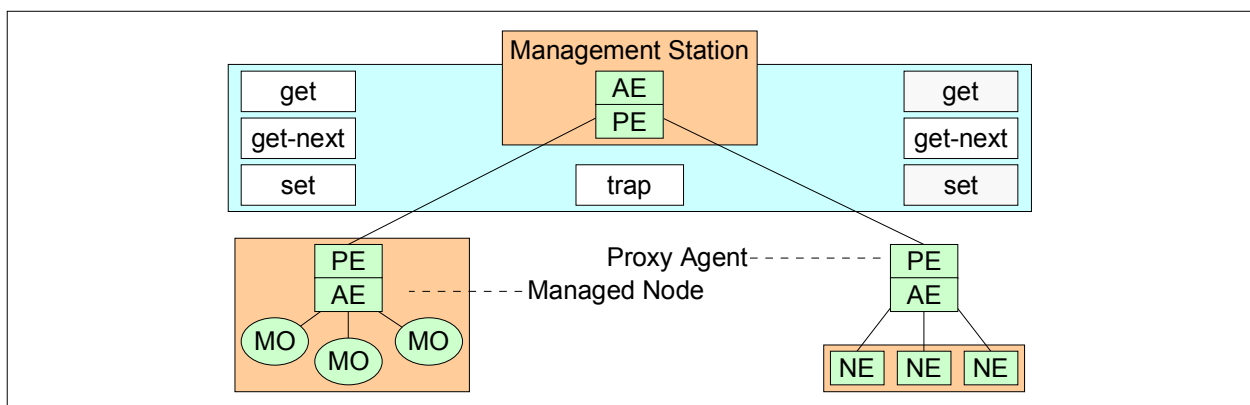 Management Station
AE
PE
get
get-next
set
trap
get
get-next
set
PE
AE
MO
MO
MO
Proxy Agent
Managed Node
PE
AE
NE
NE
NE